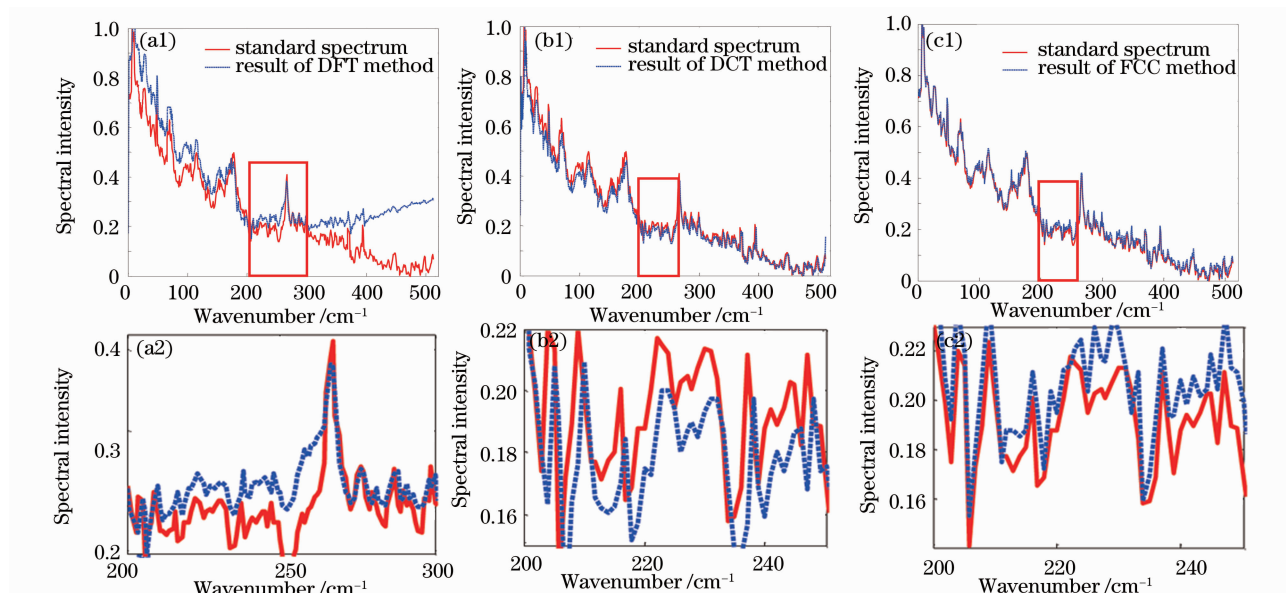 (a1)
standard spectrum
result of DFT method
1.0
0.8
0.6
0.4
0.2
0
Spectral intensity
0 100 200 300 400 500
Wavenumber /cm⁻¹
(b1)
standard spectrum
result of DCT method
1.0
0.8
0.6
0.4
0.2
0
Spectral intensity
0 100 200 300 400 500
Wavenumber /cm⁻¹
(c1)
standard spectrum
result of FCC method
1.0
0.8
0.6
0.4
0.2
0
Spectral intensity
0 100 200 300 400 500
Wavenumber /cm⁻¹
(a2)
0.4
0.3
0.2
Spectral intensity
200 250 300
Wavenumber /cm⁻¹
(b2)
0.22
0.20
0.18
0.16
Spectral intensity
200 220 240
Wavenumber /cm⁻¹
(c2)
0.22
0.20
0.18
0.16
Spectral intensity
200 220 240
Wavenumber /cm⁻¹